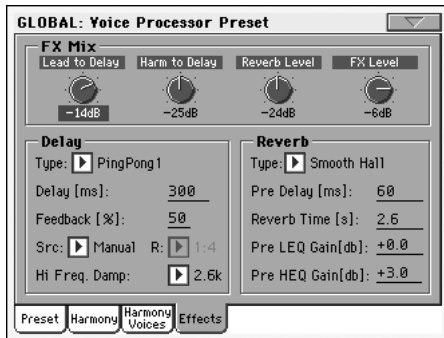 GLOBAL: Voice Processor Preset
FX Mix
Lead to Delay Harm to Delay Reverb Level FX Level
-14dB -25dB -24dB -6dB
Delay
Type: PingPong1
Delay [ms]: 300
Feedback [%]: 50
Src: Manual R: 1:4
Hi Freq. Damp: 2.6k
Reverb
Type: Smooth Hall
Pre Delay [ms]: 60
Reverb Time [s]: 2.6
Pre LEQ Gain[db]: +0.0
Pre HEQ Gain[db]: +3.0
Preset Harmony Harmony Voices Effects